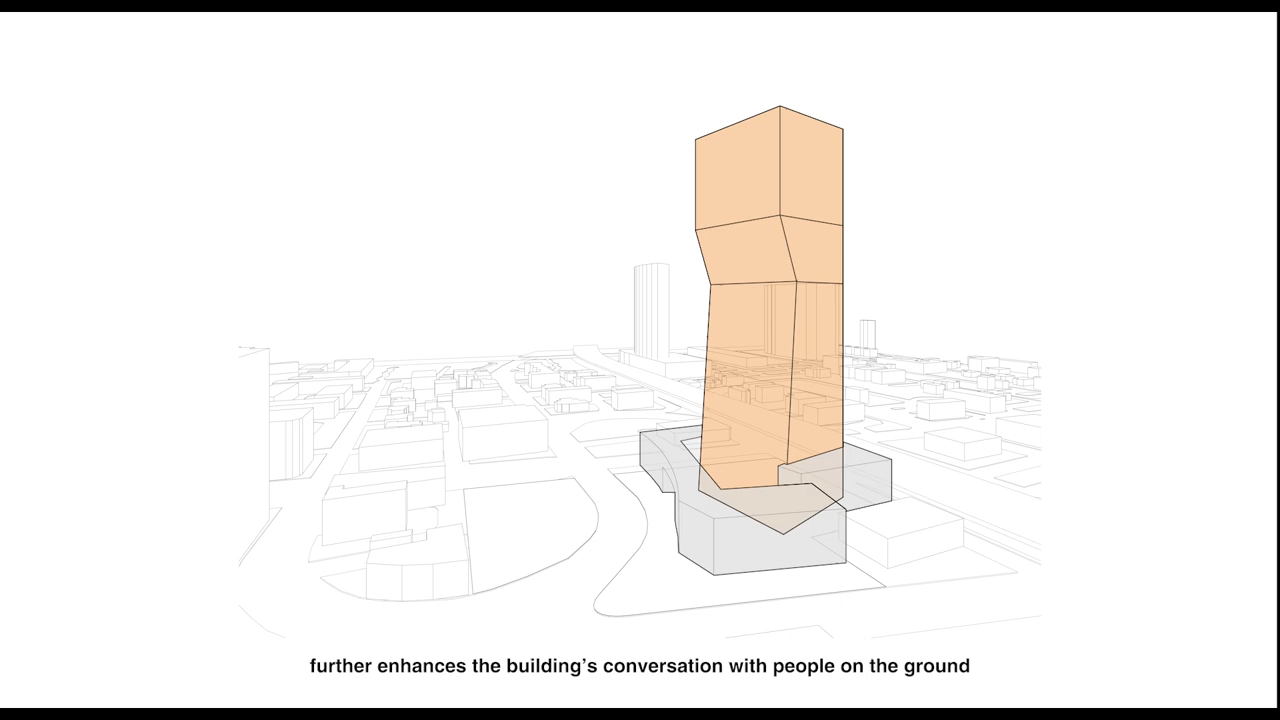 further enhances the building’s conversation with people on the ground